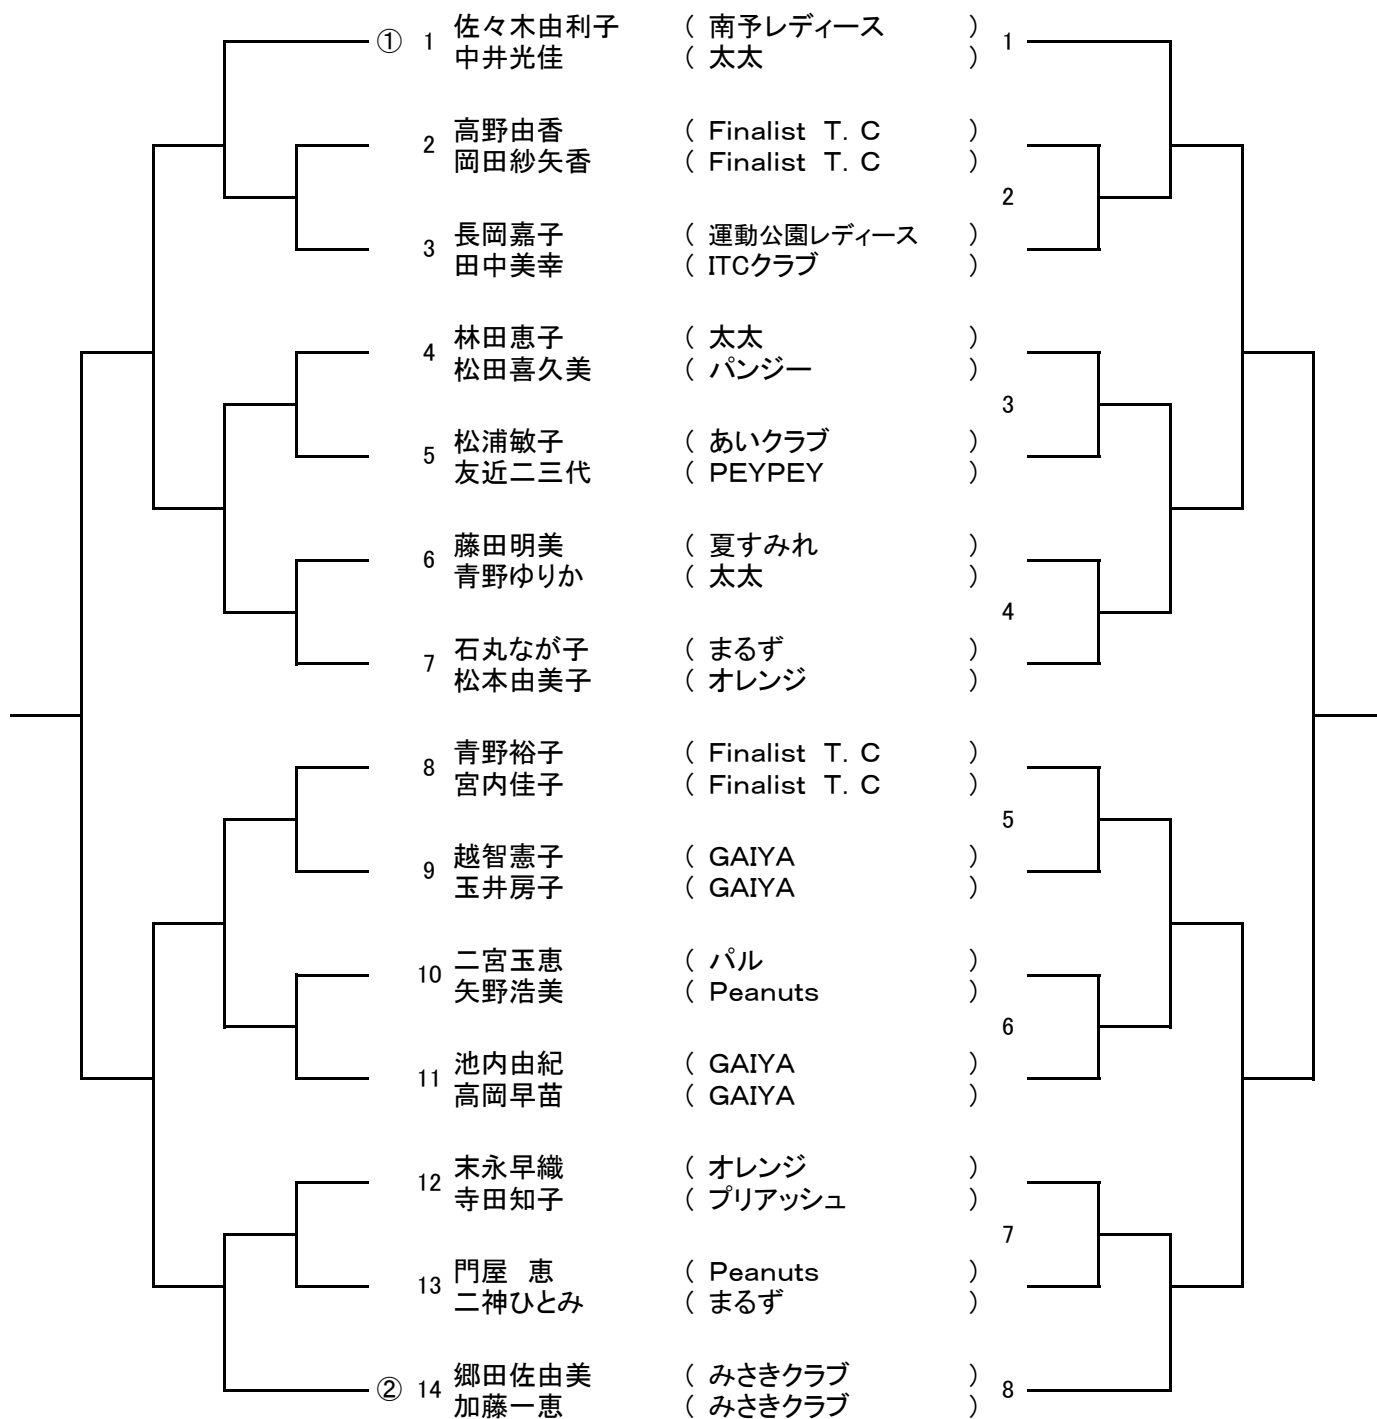 ① 1 佐々木由利子 ( 南予レディース ) 1
中井光佳 ( 太太 )
2 高野由香 ( Finalist T. C )
岡田紗矢香 ( Finalist T. C )
2
3 長岡嘉子 ( 運動公園レディース )
田中美幸 ( ITCクラブ )
4 林田恵子 ( 太太 )
松田喜久美 ( パンジー )
3
5 松浦敏子 ( あいクラブ )
友近二三代 ( PEYPEY )
6 藤田明美 ( 夏すみれ )
青野ゆりか ( 太太 )
4
7 石丸なが子 ( まるず )
松本由美子 ( オレンジ )
8 青野裕子 ( Finalist T. C )
宮内佳子 ( Finalist T. C )
5
9 越智憲子 ( GAIYA )
玉井房子 ( GAIYA )
10 二宮玉恵 ( パル )
矢野浩美 ( Peanuts )
6
11 池内由紀 ( GAIYA )
高岡早苗 ( GAIYA )
12 末永早織 ( オレンジ )
寺田知子 ( プリアッシュ )
7
13 門屋 恵 ( Peanuts )
二神ひとみ ( まるず )
② 14 郷田佐由美 ( みさきクラブ ) 8
加藤一恵 ( みさきクラブ )